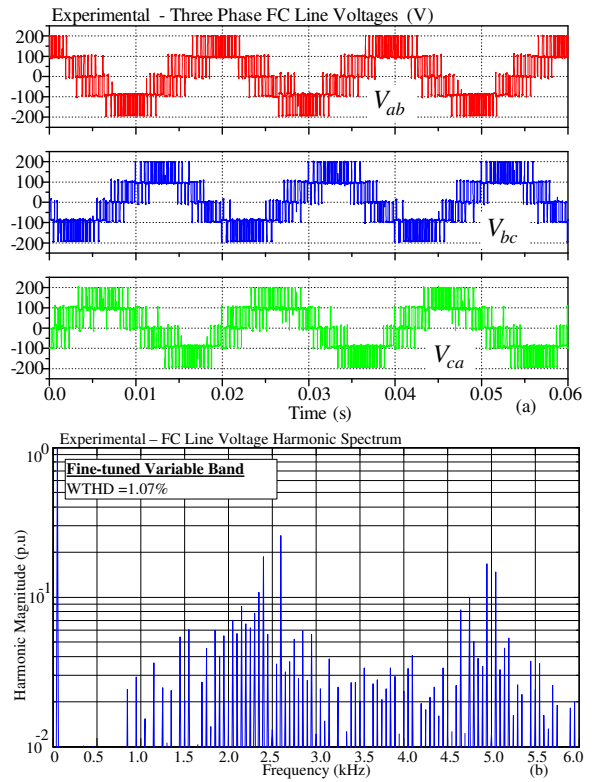 Experimental - Three Phase FC Line Voltages (V)
200
100
0
-100
-200
Vab
200
100
0
-100
-200
Vbc
200
100
0
-100
-200
Vca
0.0 0.01 0.02 0.03 0.04 0.05 0.06
Time (s)
(a)
Experimental – FC Line Voltage Harmonic Spectrum
10^0
Fine-tuned Variable Band
WTHD =1.07%
Harmonic Magnitude (p.u)
10^1
10^-2
0 0.5 1.0 1.5 2.0 2.5 3.0 3.5 4.0 4.5 5.0 5.5 6.0
Frequency (kHz)
(b)